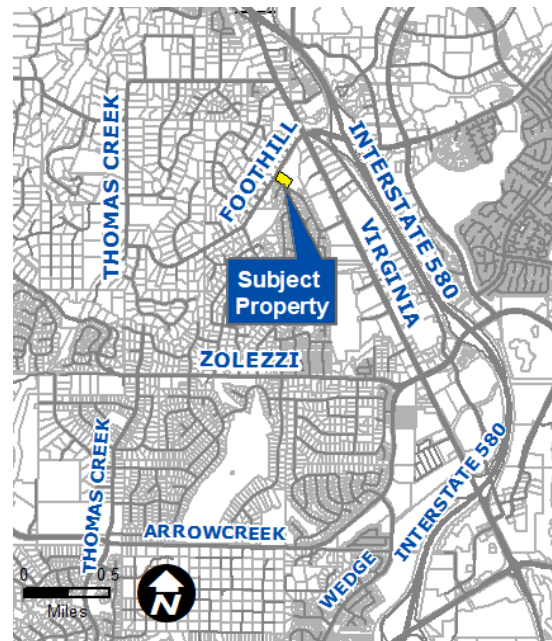 THOMAS CREEK
FOOTHILL
INTERSTATE 580
VIRGINIA
Subject
Property
ZOLEZZI
THOMAS CREEK
ARROWCREEK
WEDGE
INTERSTATE 580
0 0.5
Miles
N